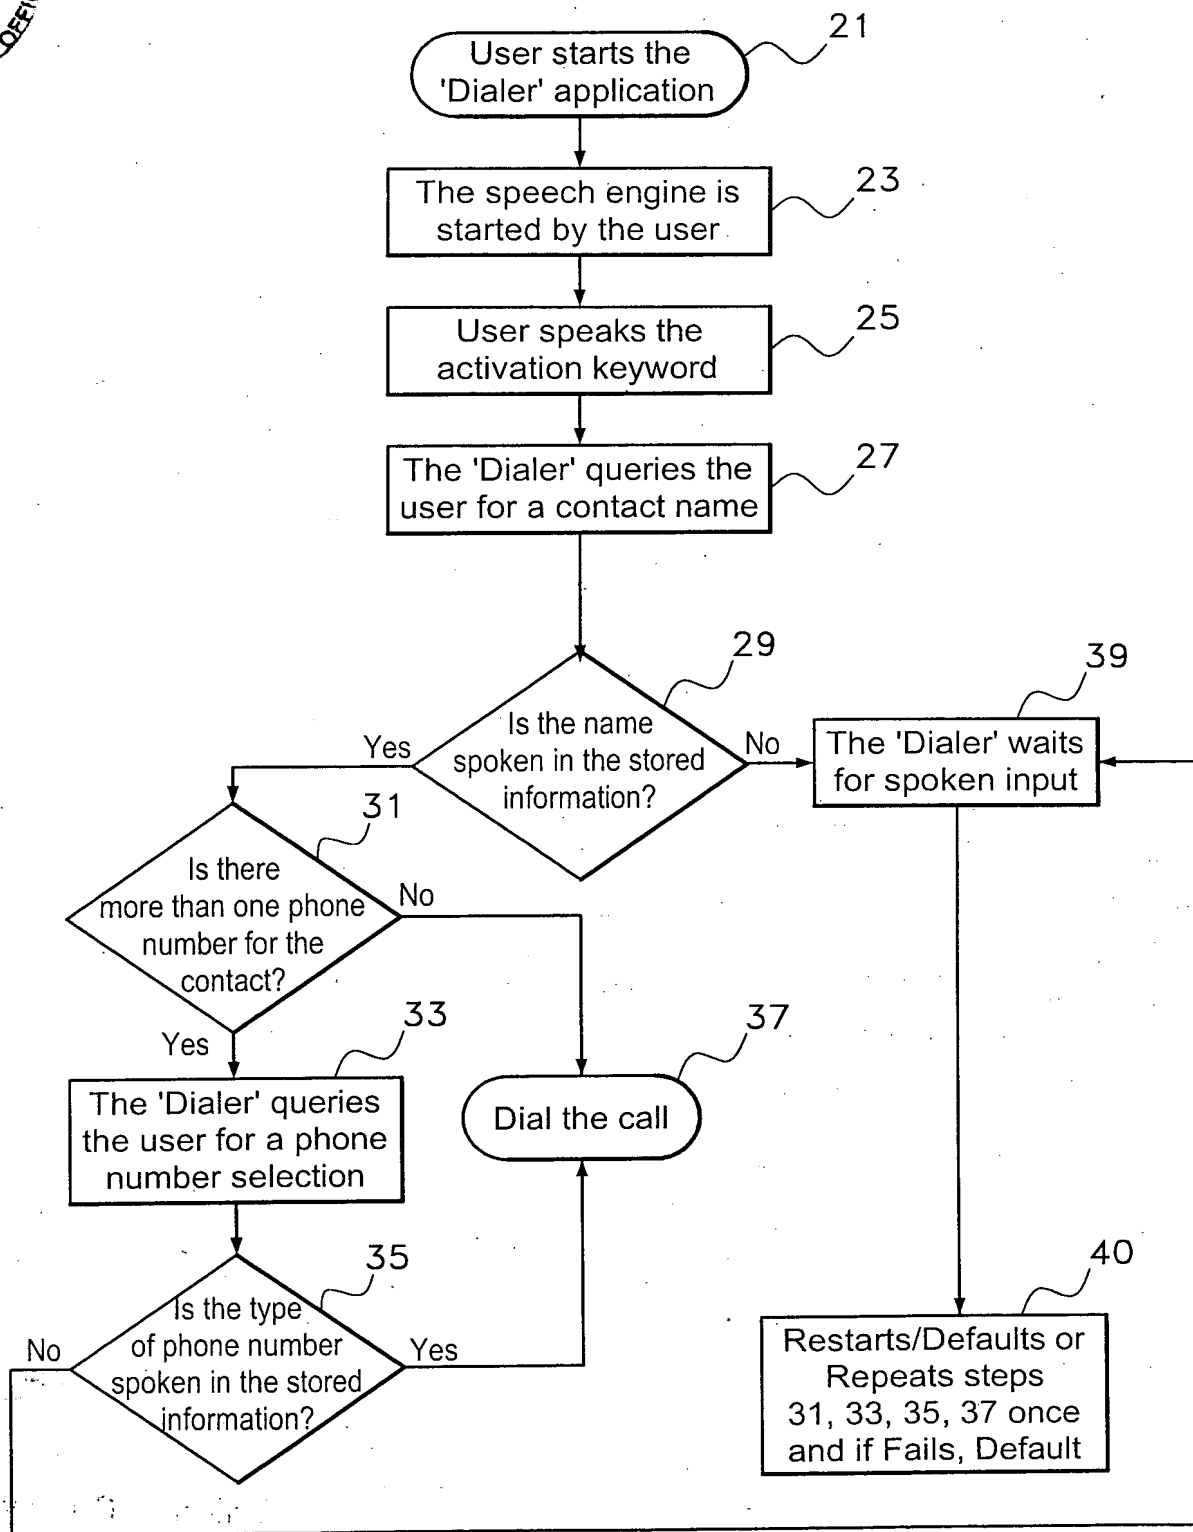 21
User starts the
'Dialer' application
23
The speech engine is
started by the user
25
User speaks the
activation keyword
27
The 'Dialer' queries the
user for a contact name
29
Is the name
spoken in the stored
information?
Yes
No
39
The 'Dialer' waits
for spoken input
31
Is there
more than one phone
number for the
contact?
No
Yes
33
The 'Dialer' queries
the user for a phone
number selection
37
Dial the call
35
Is the type
of phone number
spoken in the stored
information?
No
Yes
40
Restarts/Defaults or
Repeats steps
31, 33, 35, 37 once
and if Fails, Default